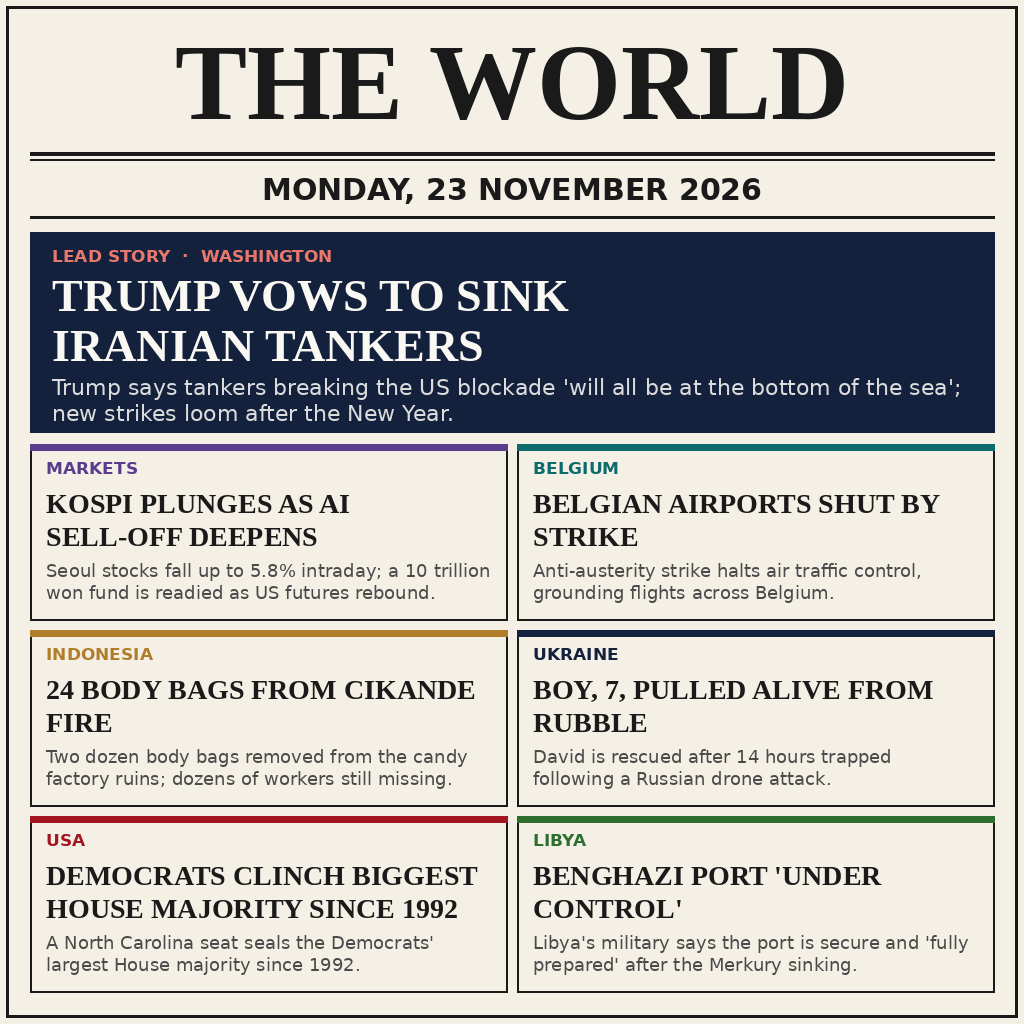 THE WORLD
MONDAY, 23 NOVEMBER 2026
LEAD STORY · WASHINGTON
TRUMP VOWS TO SINK
IRANIAN TANKERS
Trump says tankers breaking the US blockade 'will all be at the bottom of the sea';
new strikes loom after the New Year.
MARKETS
KOSPI PLUNGES AS AI
SELL-OFF DEEPENS
Seoul stocks fall up to 5.8% intraday; a 10 trillion
won fund is readied as US futures rebound.
BELGIUM
BELGIAN AIRPORTS SHUT BY
STRIKE
Anti-austerity strike halts air traffic control,
grounding flights across Belgium.
INDONESIA
24 BODY BAGS FROM CIKANDE
FIRE
Two dozen body bags removed from the candy
factory ruins; dozens of workers still missing.
UKRAINE
BOY, 7, PULLED ALIVE FROM
RUBBLE
David is rescued after 14 hours trapped
following a Russian drone attack.
USA
DEMOCRATS CLINCH BIGGEST
HOUSE MAJORITY SINCE 1992
A North Carolina seat seals the Democrats'
largest House majority since 1992.
LIBYA
BENGHAZI PORT 'UNDER
CONTROL'
Libya's military says the port is secure and 'fully
prepared' after the Merkury sinking.